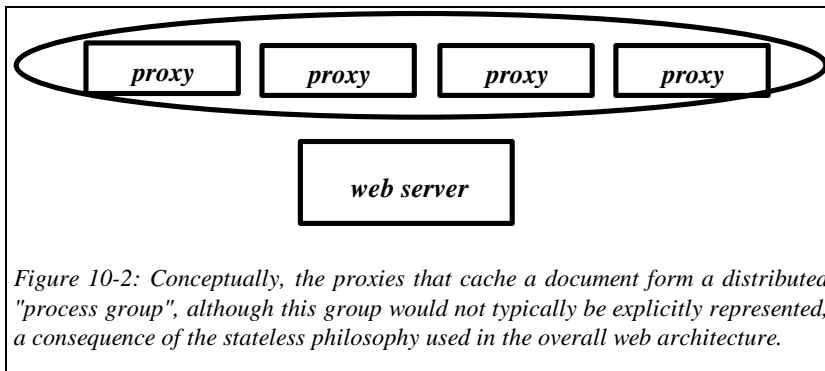 proxy proxy proxy proxy
web server
Figure 10-2: Conceptually, the proxies that cache a document form a distributed
"process group", although this group would not typically be explicitly represented,
a consequence of the stateless philosophy used in the overall web architecture.